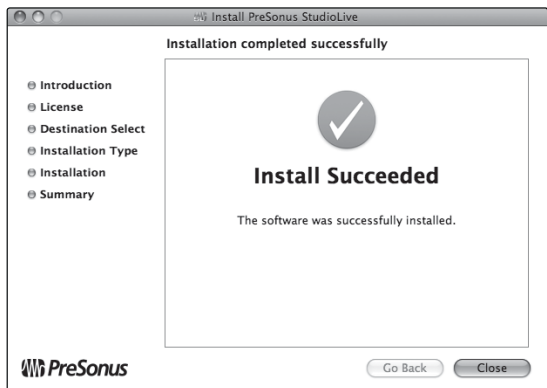 Install PreSonus StudioLive
Installation completed successfully
Introduction
License
Destination Select
Installation Type
Installation
Summary
Install Succeeded
The software was successfully installed.
PreSonus
Go Back
Close